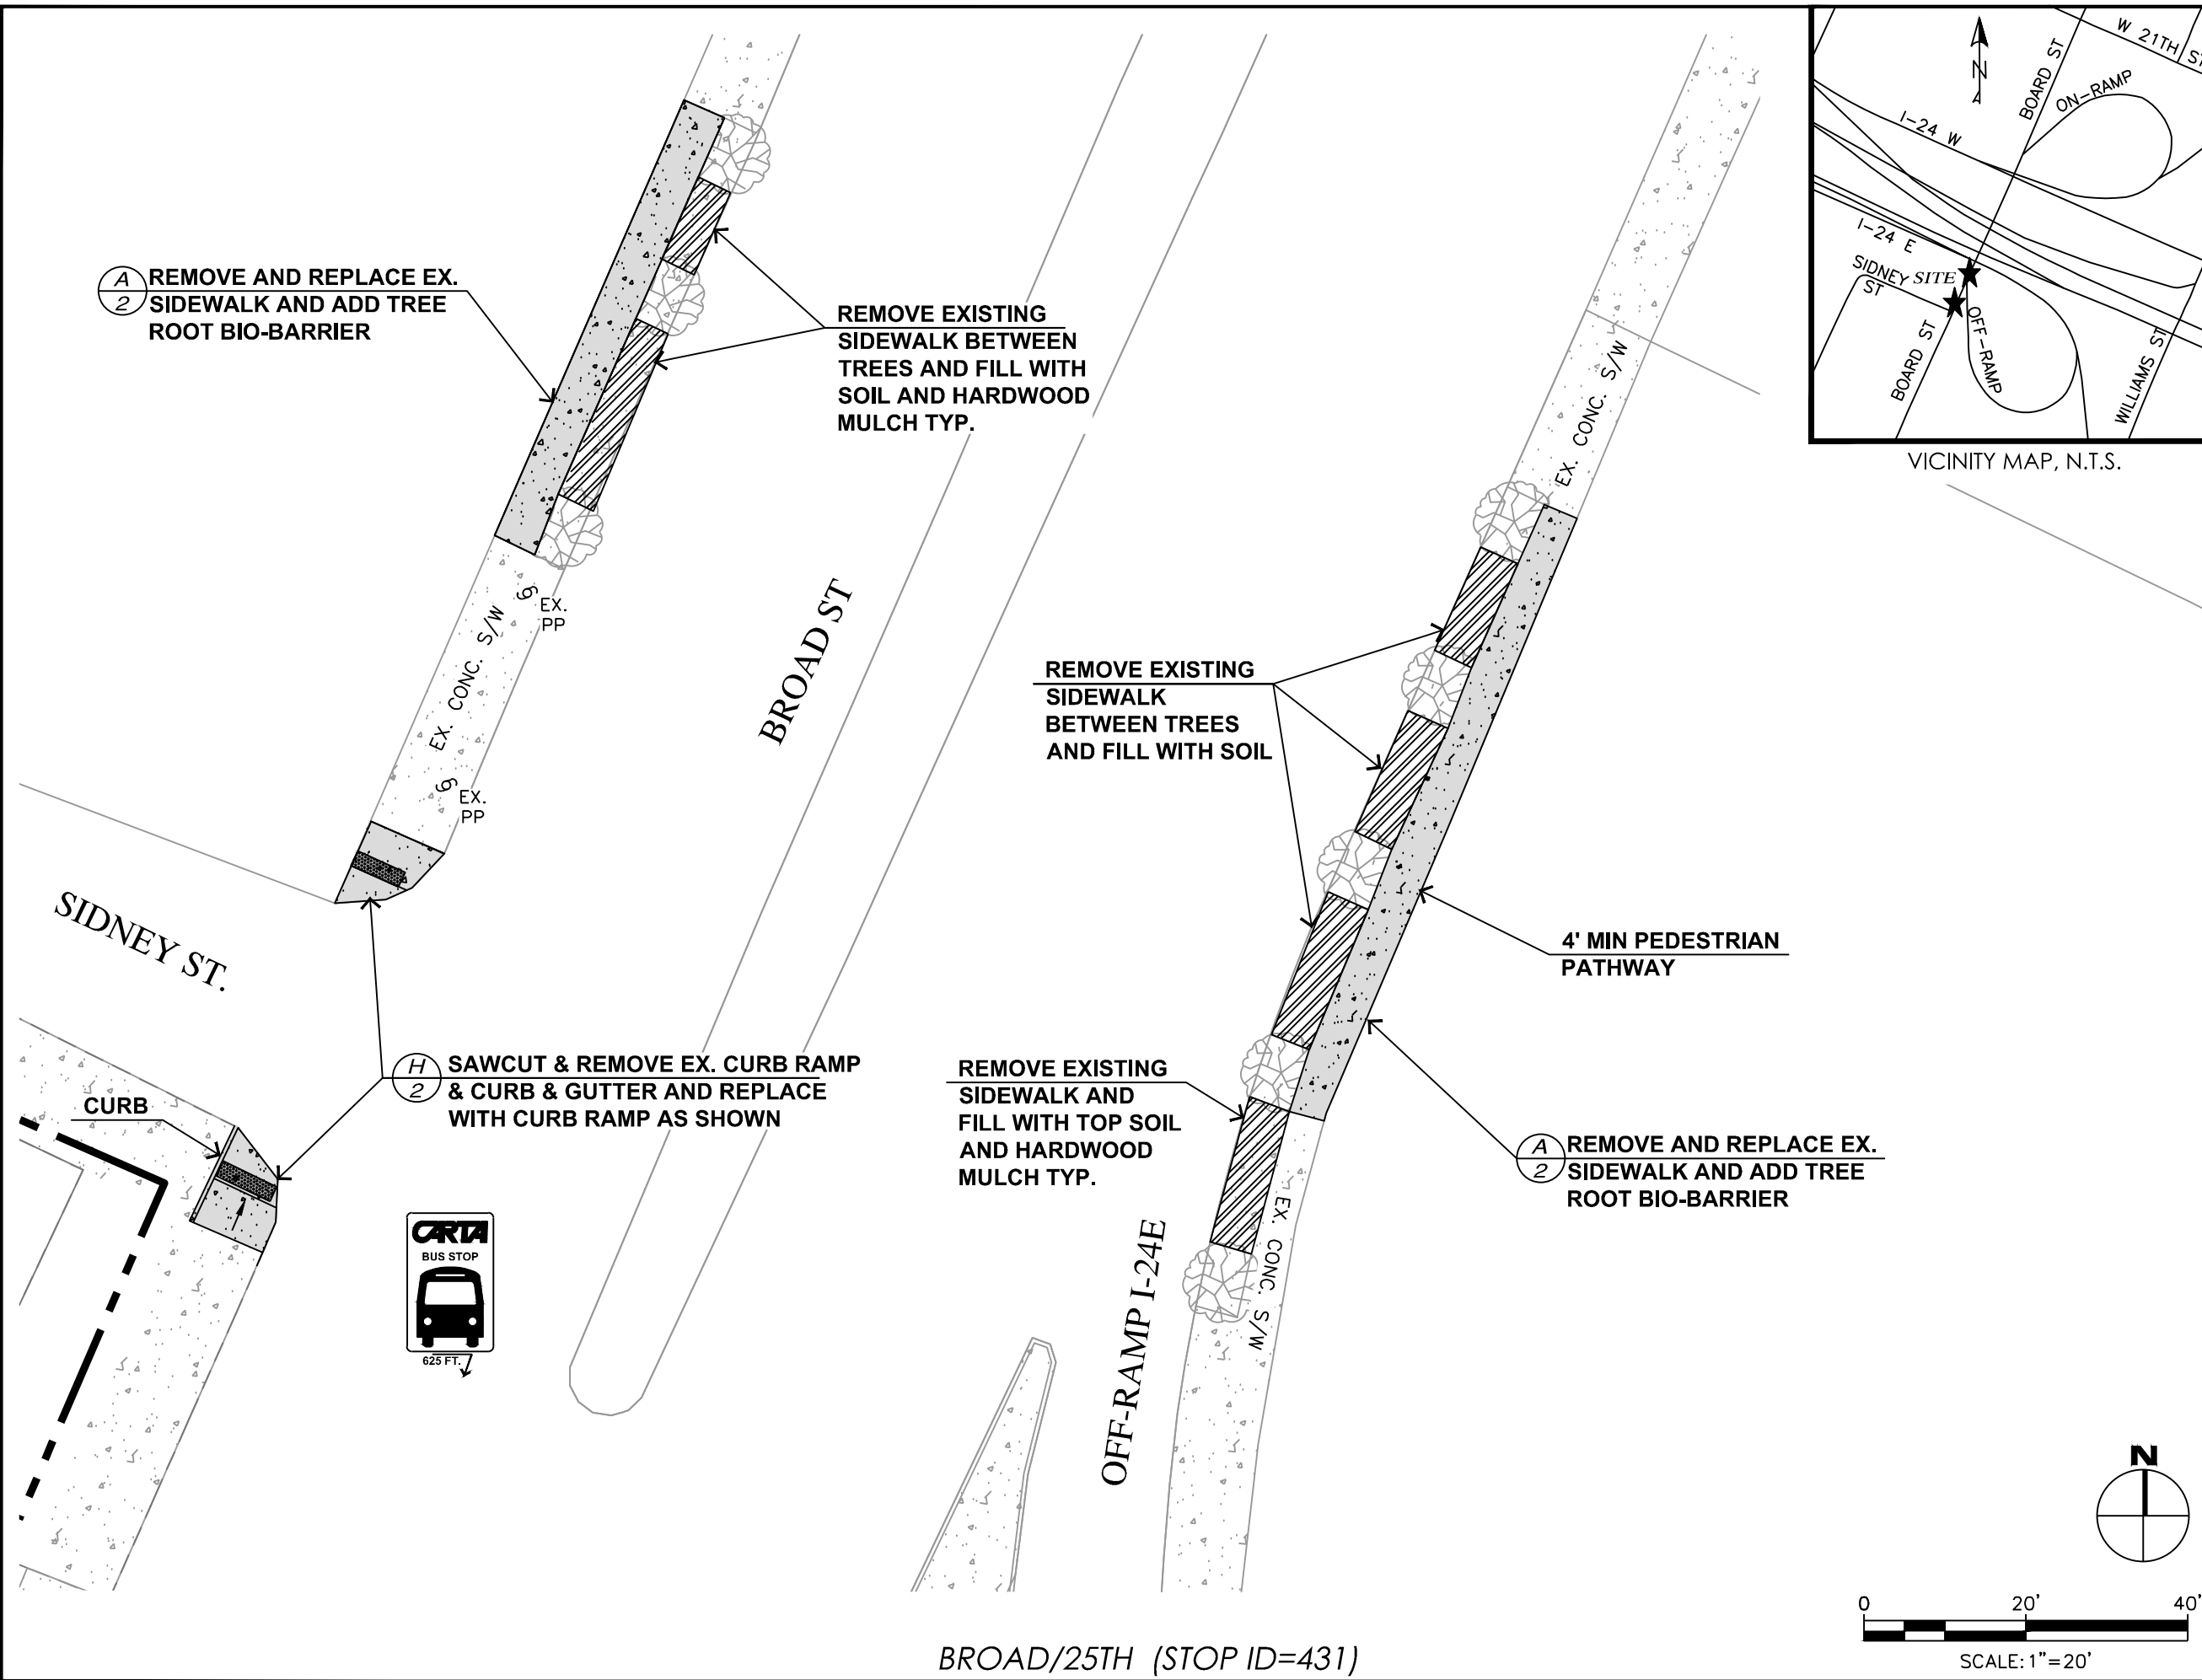 A
2
REMOVE AND REPLACE EX.
SIDEWALK AND ADD TREE
ROOT BIO-BARRIER
REMOVE EXISTING
SIDEWALK BETWEEN
TREES AND FILL WITH
SOIL AND HARDWOOD
MULCH TYP.
W 21TH ST
BOARD ST
ON-RAMP
N
I-24 W
I-24 E
SIDNEY
ST
SITE
OFF-RAMP
BOARD ST
WILLIAMS ST
VICINITY MAP, N.T.S.
EX. CONC. S/W
EX.
PP
EX. CONC. S/W
EX.
PP
BROAD ST
REMOVE EXISTING
SIDEWALK
BETWEEN TREES
AND FILL WITH SOIL
SIDNEY ST.
4' MIN PEDESTRIAN
PATHWAY
H
2
SAWCUT & REMOVE EX. CURB RAMP
& CURB & GUTTER AND REPLACE
WITH CURB RAMP AS SHOWN
CURB
REMOVE EXISTING
SIDEWALK AND
FILL WITH TOP SOIL
AND HARDWOOD
MULCH TYP.
A
2
REMOVE AND REPLACE EX.
SIDEWALK AND ADD TREE
ROOT BIO-BARRIER
CARTA
BUS STOP
625 FT.
OFF-RAMP I-24E
EX. CONC. S/W
N
0 20' 40'
SCALE: 1"=20'
BROAD/25TH (STOP ID=431)